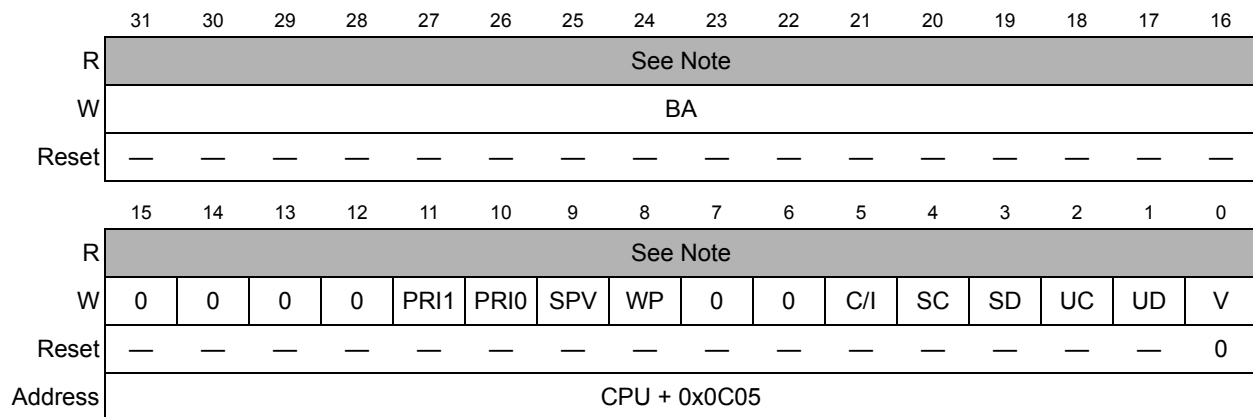 31 30 29 28 27 26 25 24 23 22 21 20 19 18 17 16
R See Note
W BA
Reset — — — — — — — — — — — — — — — —
15 14 13 12 11 10 9 8 7 6 5 4 3 2 1 0
R See Note
W 0 0 0 0 PRI1 PRI0 SPV WP 0 0 C/I SC SD UC UD V
Reset — — — — — — — — — — — — — — — 0
Address CPU + 0x0C05